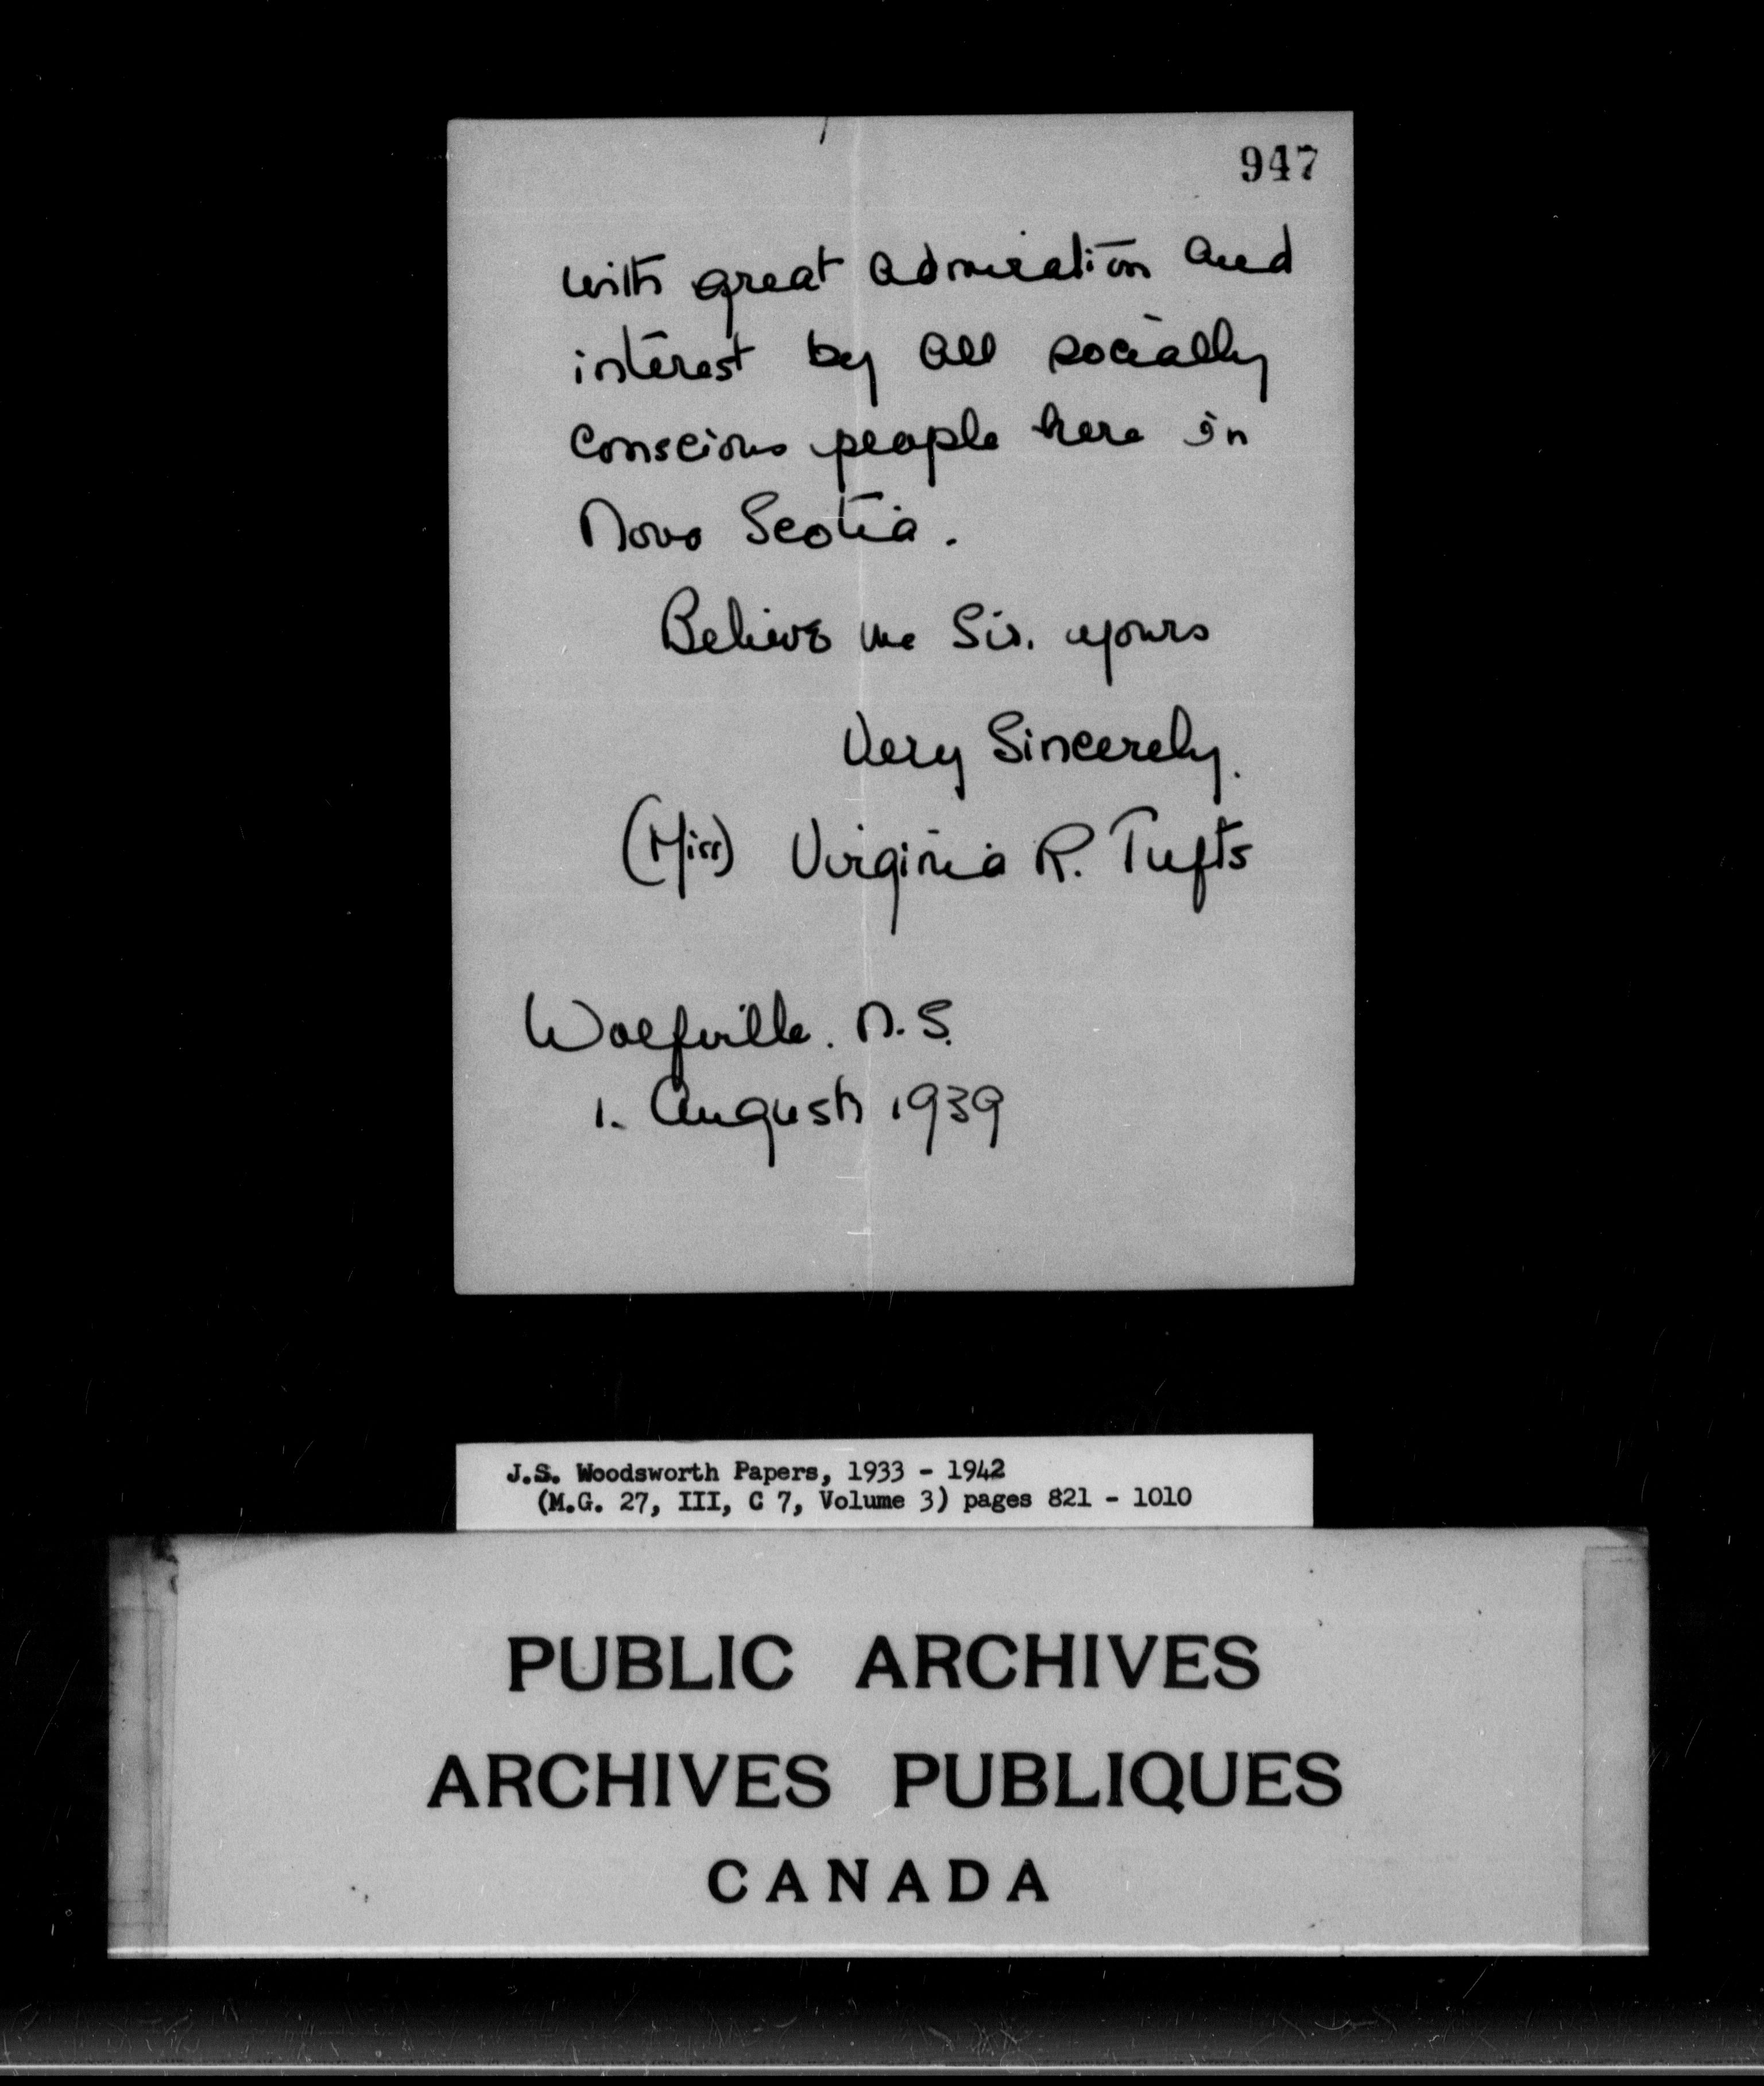 947
with great admiration and
interest by all socially
conscious people here in
Nova Scotia.
Believe me Sir. yours
Very Sincerely.
(Miss) Virginia R. Tufts
Wolfville. N.S.
1. August 1939
J.S. Woodsworth Papers, 1933 - 1942
(M.G. 27, III, C 7, Volume 3) pages 821 - 1010
PUBLIC ARCHIVES
ARCHIVES PUBLIQUES
CANADA